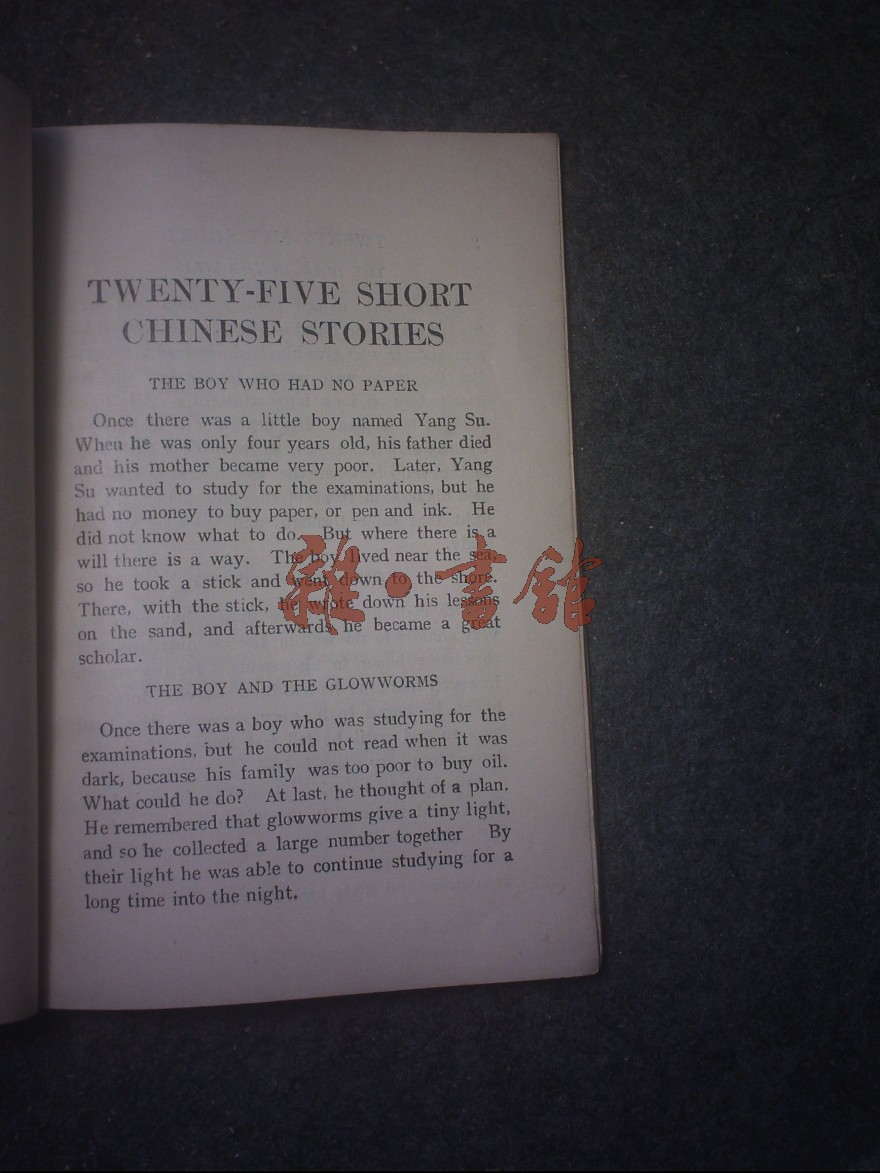 TWENTY-FIVE SHORT
CHINESE STORIES
THE BOY WHO HAD NO PAPER
Once there was a little boy named Yang Su.
When he was only four years old, his father died
and his mother became very poor. Later, Yang
Su wanted to study for the examinations, but he
had no money to buy paper, or pen and ink. He
did not know what to do. But where there is a
will there is a way. The boy lived near the sea,
so he took a stick and went down to the shore.
There, with the stick, he wrote down his lessons
on the sand, and afterwards he became a great
scholar.
雜·書館
THE BOY AND THE GLOWWORMS
Once there was a boy who was studying for the
examinations, but he could not read when it was
dark, because his family was too poor to buy oil.
What could he do? At last, he thought of a plan.
He remembered that glowworms give a tiny light,
and so he collected a large number together By
their light he was able to continue studying for a
long time into the night.